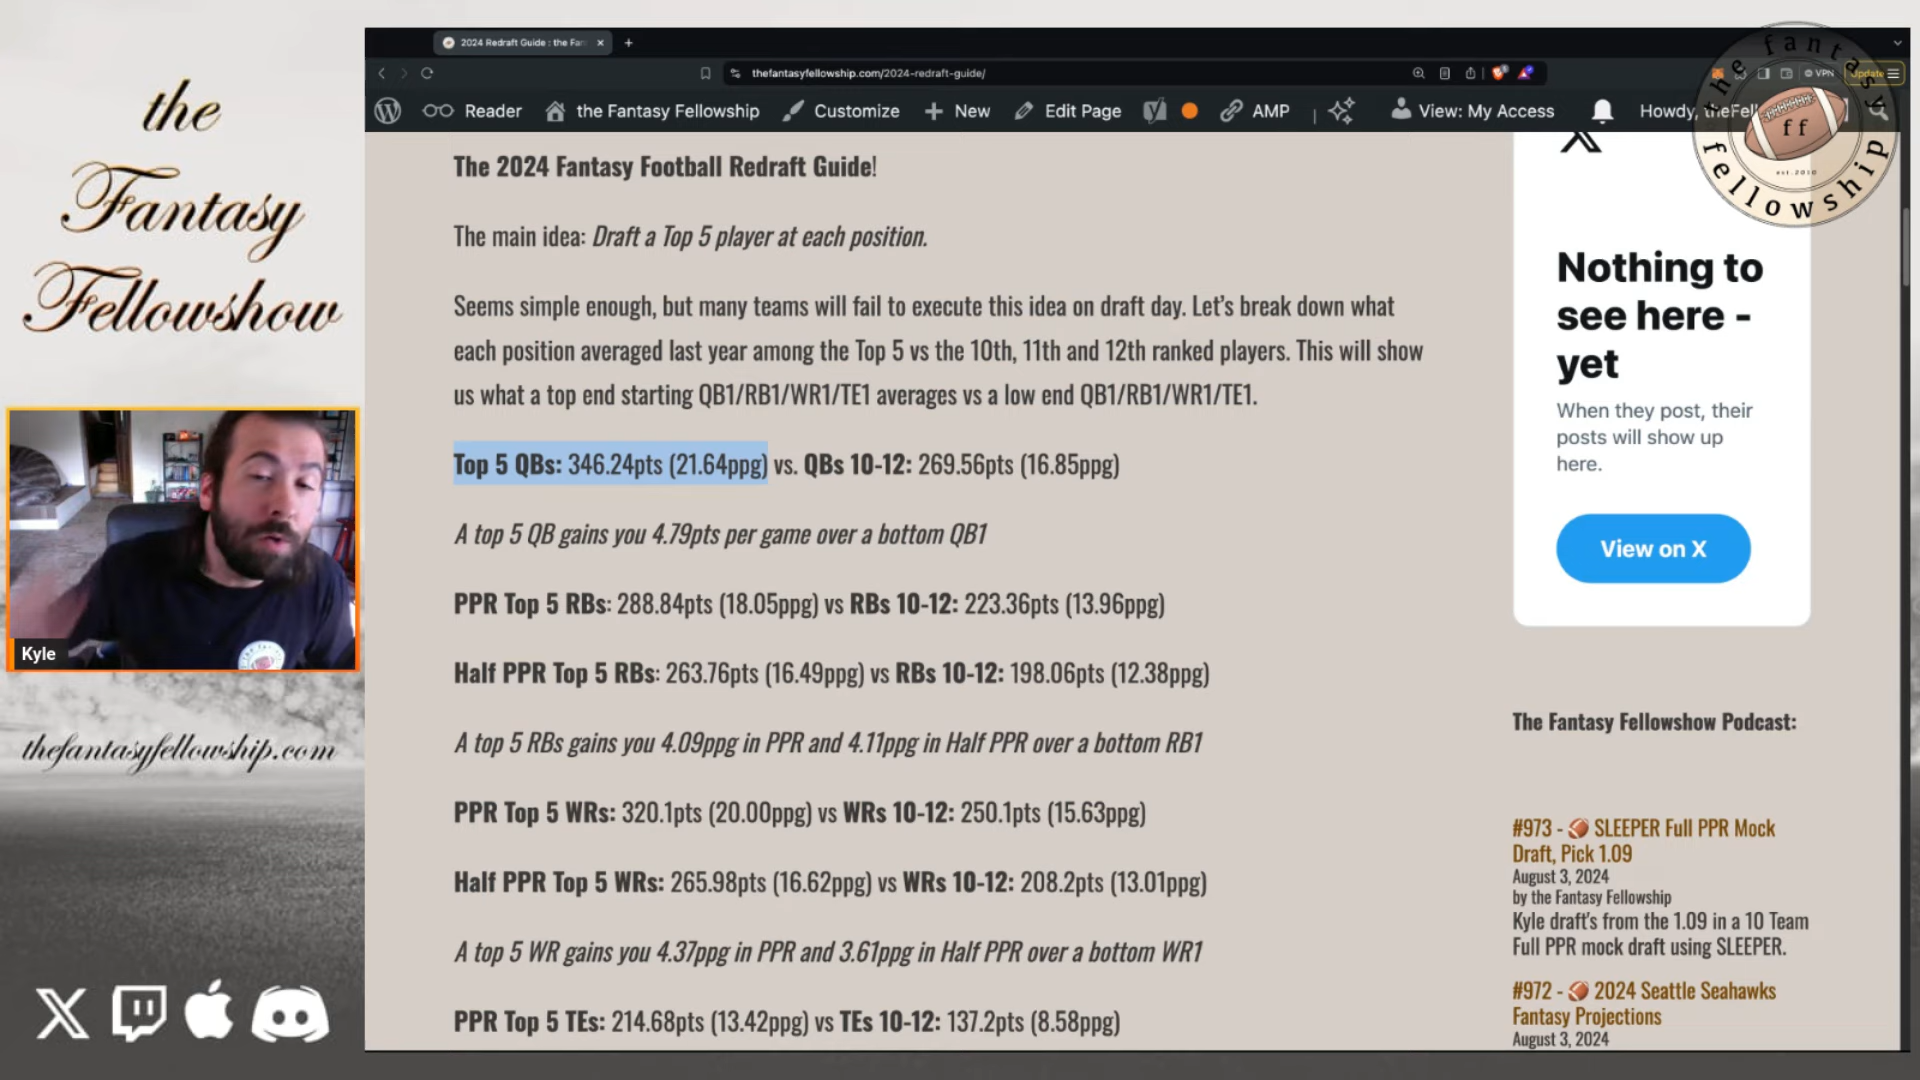 the
Fantasy
Fellowshow
Kyle
thefantasyfellowship.com
2024 Redraft Guide : the Fan
thefantasyfellowship.com/2024-redraft-guide/
VPN
Update
Reader
the Fantasy Fellowship
Customize
New
Edit Page
AMP
View: My Access
Howdy, theFel
the fantasy fellowship
ff
est.2010
The 2024 Fantasy Football Redraft Guide!
The main idea: Draft a Top 5 player at each position.
Seems simple enough, but many teams will fail to execute this idea on draft day. Let’s break down what
each position averaged last year among the Top 5 vs the 10th, 11th and 12th ranked players. This will show
us what a top end starting QB1/RB1/WR1/TE1 averages vs a low end QB1/RB1/WR1/TE1.
Top 5 QBs: 346.24pts (21.64ppg) vs. QBs 10-12: 269.56pts (16.85ppg)
A top 5 QB gains you 4.79pts per game over a bottom QB1
PPR Top 5 RBs: 288.84pts (18.05ppg) vs RBs 10-12: 223.36pts (13.96ppg)
Half PPR Top 5 RBs: 263.76pts (16.49ppg) vs RBs 10-12: 198.06pts (12.38ppg)
A top 5 RBs gains you 4.09ppg in PPR and 4.11ppg in Half PPR over a bottom RB1
PPR Top 5 WRs: 320.1pts (20.00ppg) vs WRs 10-12: 250.1pts (15.63ppg)
Half PPR Top 5 WRs: 265.98pts (16.62ppg) vs WRs 10-12: 208.2pts (13.01ppg)
A top 5 WR gains you 4.37ppg in PPR and 3.61ppg in Half PPR over a bottom WR1
PPR Top 5 TEs: 214.68pts (13.42ppg) vs TEs 10-12: 137.2pts (8.58ppg)
Nothing to
see here -
yet
When they post, their
posts will show up
here.
View on X
The Fantasy Fellowshow Podcast:
#973 - 🏈 SLEEPER Full PPR Mock
Draft, Pick 1.09
August 3, 2024
by the Fantasy Fellowship
Kyle draft's from the 1.09 in a 10 Team
Full PPR mock draft using SLEEPER.
#972 - 🏈 2024 Seattle Seahawks
Fantasy Projections
August 3, 2024